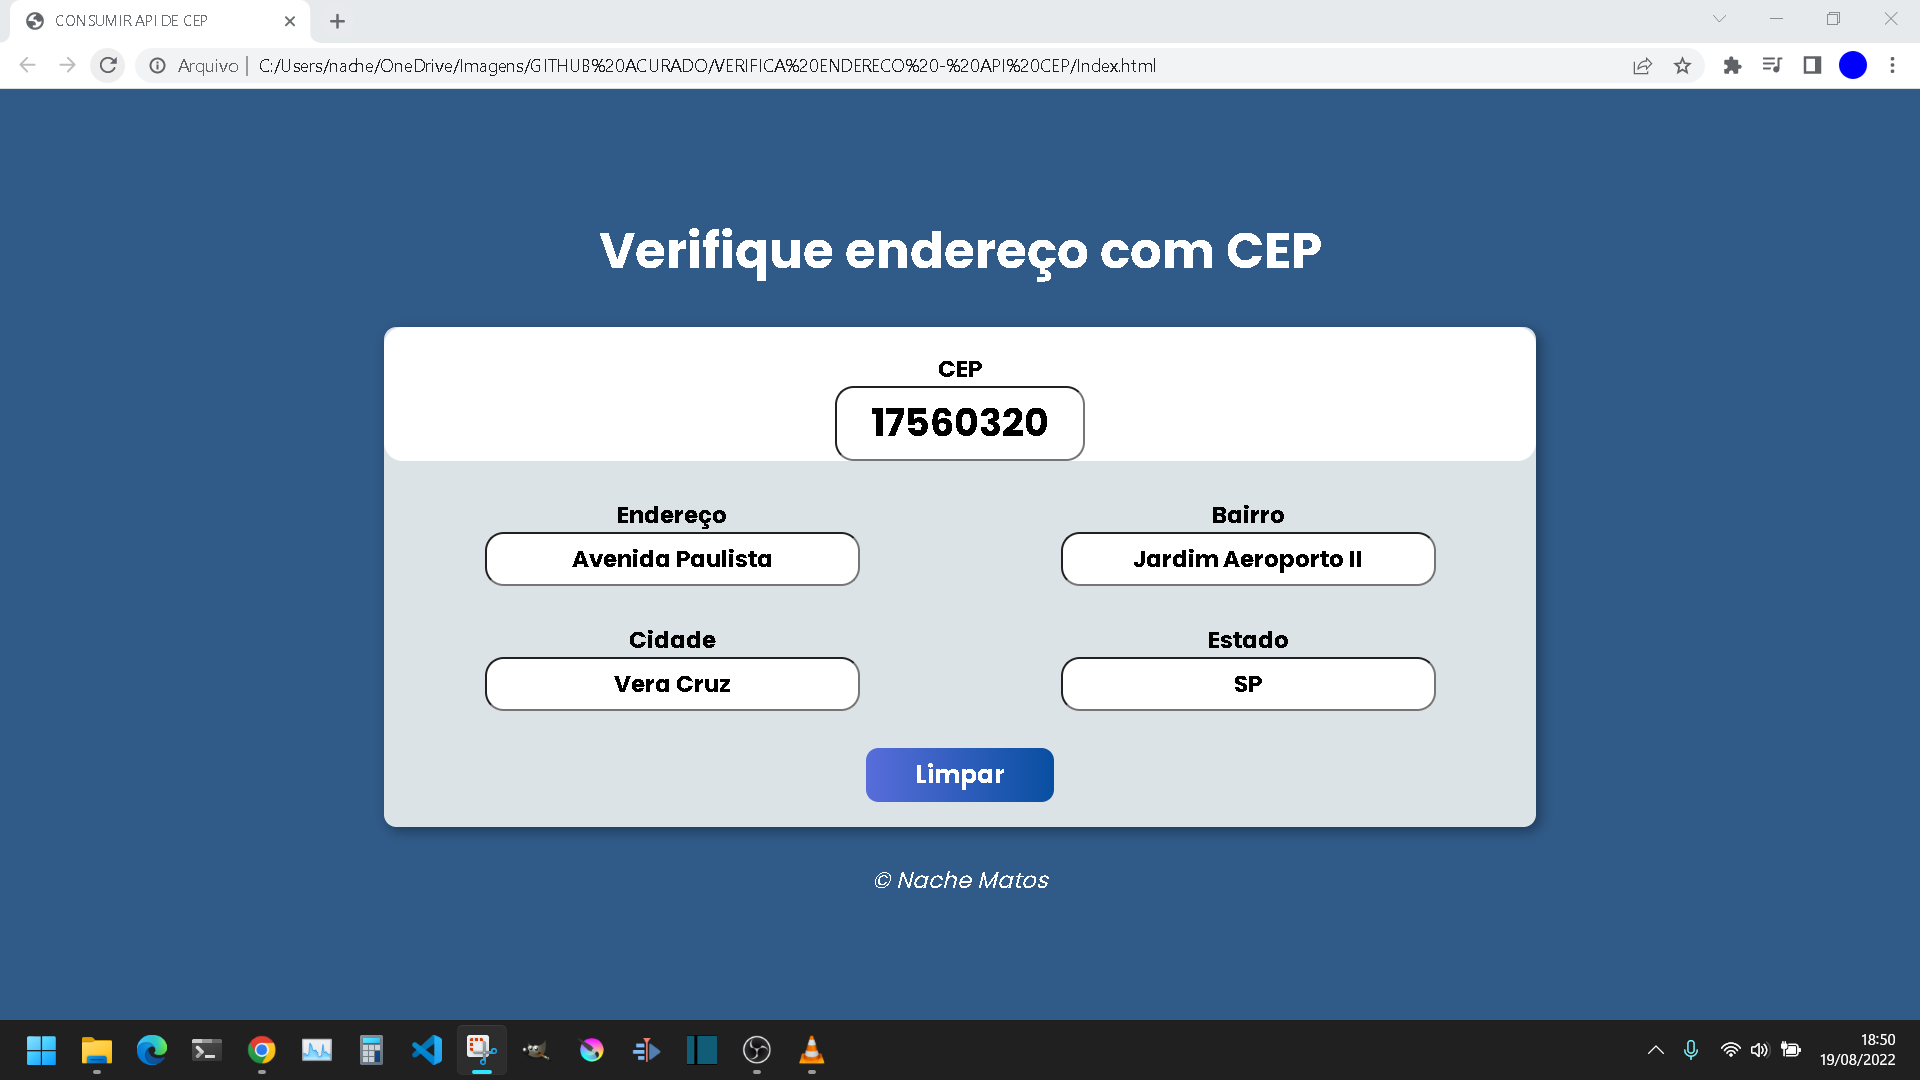 CONSUMIR API DE CEP
Arquivo | C:/Users/nache/OneDrive/Imagens/GITHUB%20ACURADO/VERIFICA%20ENDERECO%20-%20API%20CEP/Index.html
Verifique endereço com CEP
CEP
17560320
Endereço Bairro
Avenida Paulista Jardim Aeroporto II
Cidade Estado
Vera Cruz SP
Limpar
© Nache Matos
18:50
19/08/2022